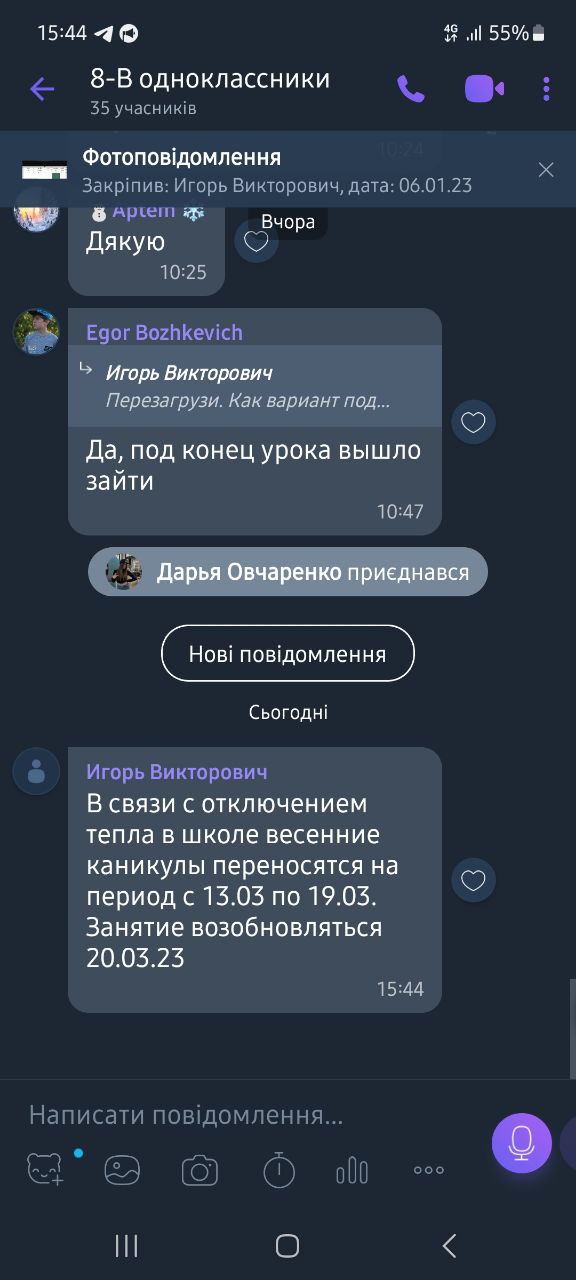 15:44
4G 55%
8-В одноклассники
35 учасників
10:24
Фотоповідомлення
Закріпив: Игорь Викторович, дата: 06.01.23
Вчора
Артем
Дякую
10:25
Egor Bozhkevich
Игорь Викторович
Перезагрузи. Как вариант под...
Да, под конец урока вышло
зайти
10:47
Дарья Овчаренко приєднався
Нові повідомлення
Сьогодні
Игорь Викторович
В связи с отключением
тепла в школе весенние
каникулы переносятся на
период с 13.03 по 19.03.
Занятие возобновляться
20.03.23
15:44
Написати повідомлення...